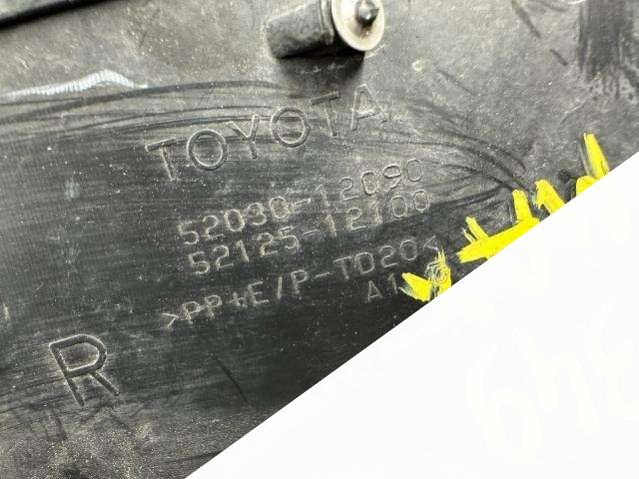 TOYOTA
52030-12090
52125-12100
>PP+E/P-TD20<
A1
R